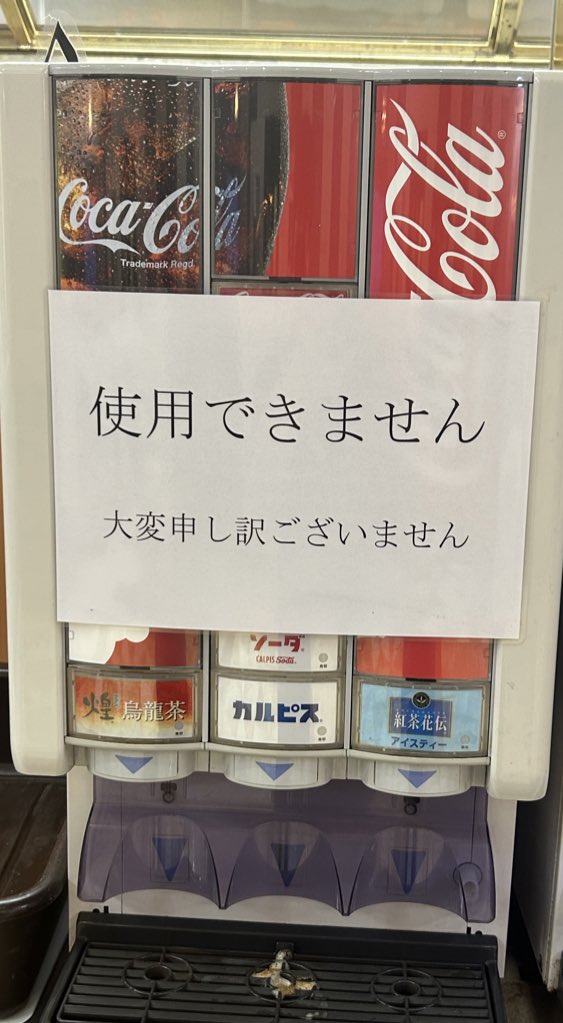 Coca-Cola
Trademark Regd.
Cola
使用できません
大変申し訳ございません
ソーダ
CALPIS Soda
煌 烏龍茶
カルピス
紅茶花伝
アイスティー